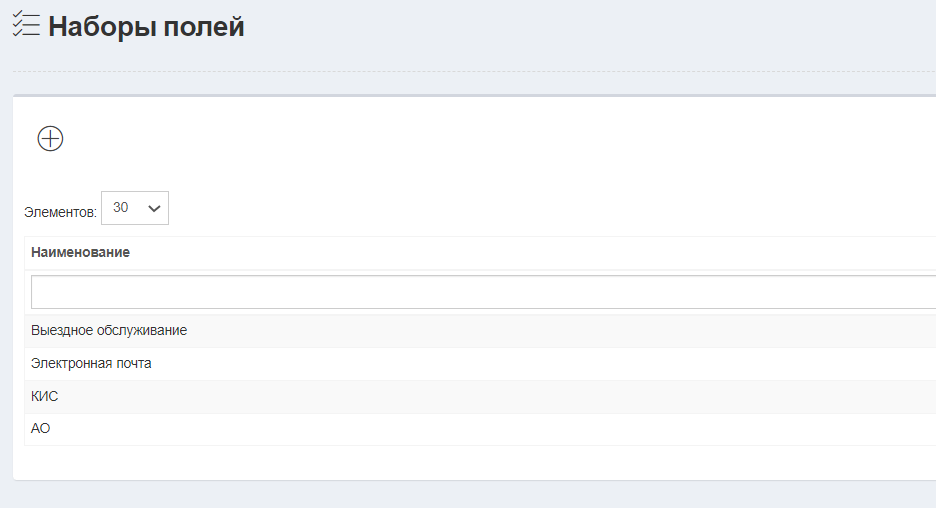 Наборы полей
Элементов: 30
Наименование
Выездное обслуживание
Электронная почта
КИС
АО